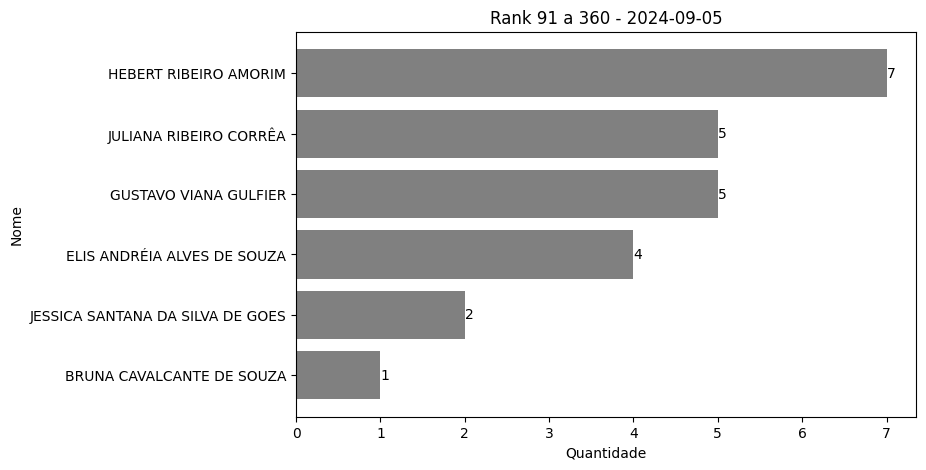 Rank 91 a 360 - 2024-09-05
HEBERT RIBEIRO AMORIM
7
JULIANA RIBEIRO CORRÊA
5
GUSTAVO VIANA GULFIER
5
ELIS ANDRÉIA ALVES DE SOUZA
4
JESSICA SANTANA DA SILVA DE GOES
2
BRUNA CAVALCANTE DE SOUZA
1
Nome
0 1 2 3 4 5 6 7
Quantidade